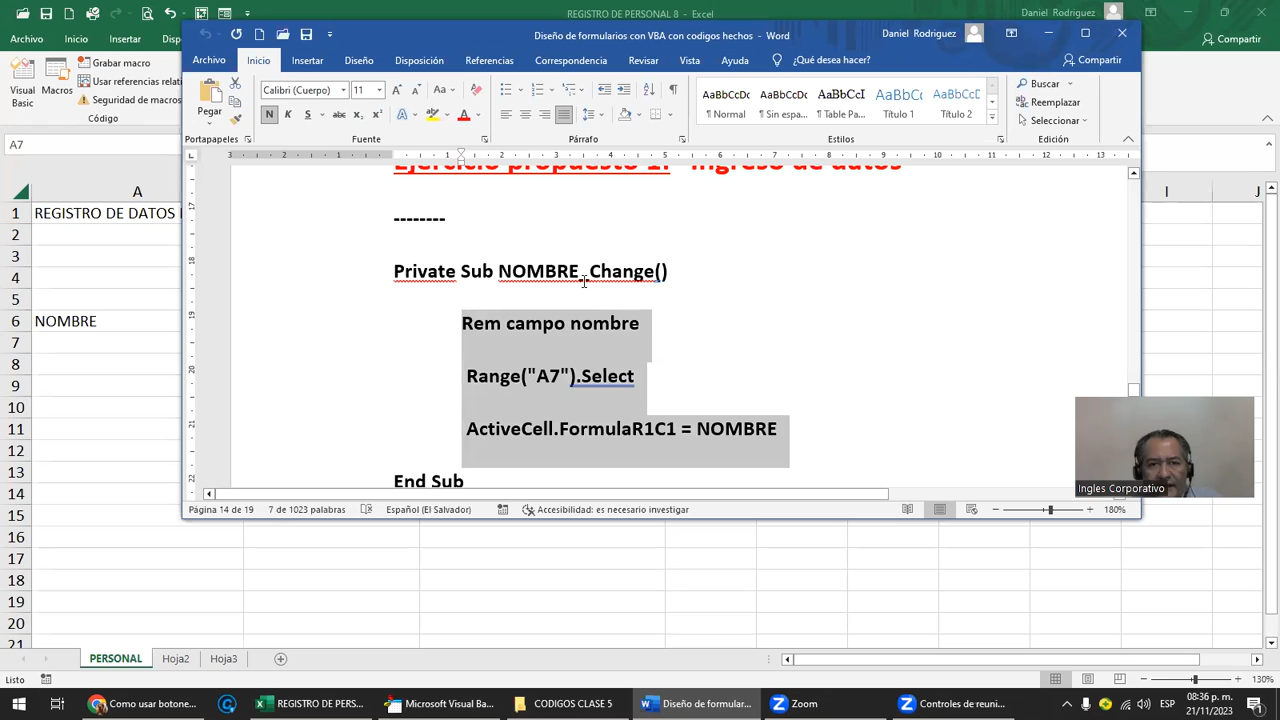 REGISTRO DE PERSONAL 8 - Excel
Daniel Rodriguez
Archivo
Insertar
Compartir
Visual Basic
Macros
Grabar macro
Usar referencias relativas
Seguridad de macros
Código
A7
Diseño de formularios con VBA con codigos hechos - Word
Daniel Rodriguez
Archivo Inicio Insertar Diseño Disposición Referencias Correspondencia Revisar Vista Ayuda ¿Qué desea hacer? Compartir
Pegar
Portapapeles
Calibri (Cuerpo) 11
Fuente
Párrafo
AaBbCcDc AaBbCcDc AaBbCcI AaBbCc AaBbCcD
¶ Normal ¶ Sin espa... ¶ Table Pa... Título 1 Título 2
Estilos
Buscar
Reemplazar
Seleccionar
Edición
Ejercicio propuesto 1.- Ingreso de datos
--------
Private Sub NOMBRE_Change()
Rem campo nombre
Range("A7").Select
ActiveCell.FormulaR1C1 = NOMBRE
End Sub
Página 14 de 19 7 de 1023 palabras Español (El Salvador) Accesibilidad: es necesario investigar 180%
Ingles Corporativo
A I J
1 REGISTRO DE DATOS
2
3
4
5
6 NOMBRE
7
8
9
10
11
12
13
14
15
16
17
18
19
20
21
PERSONAL Hoja2 Hoja3
Listo 130%
Como usar botone...
REGISTRO DE PERS...
Microsoft Visual Ba...
CODIGOS CLASE 5
Diseño de formular...
Zoom
Controles de reuni...
ESP
08:36 p. m.
21/11/2023